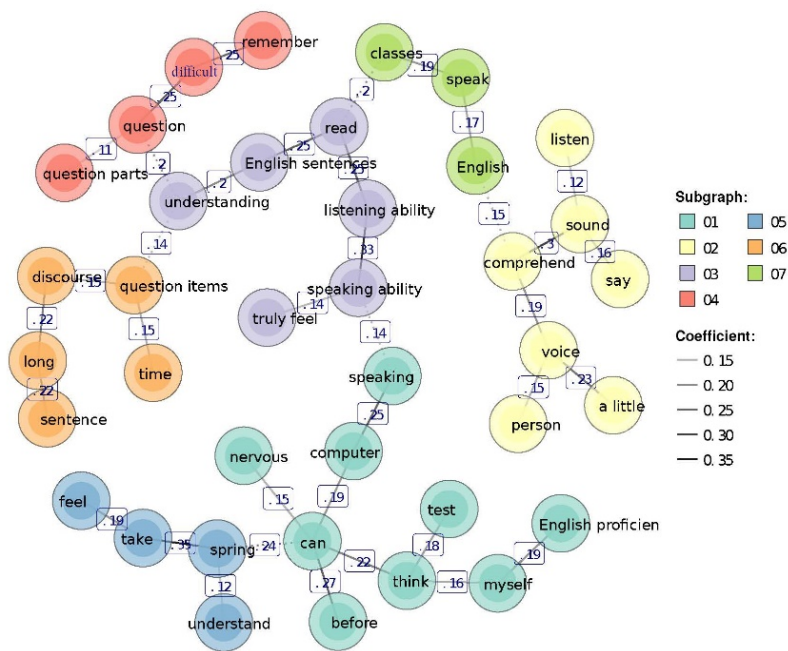 remember
classes
.25
difficult
.19
speak
.25
.2
question
read
.17
listen
.11
.25
.2
English sentences
.25
English
question parts
.2
.12
understanding
listening ability
.15
sound
.14
.33
.3
.16
comprehend
say
discourse
.15
question items
speaking ability
.14
truly feel
.19
.22
.15
.14
voice
long
time
speaking
.23
.22
.15
a little
sentence
.25
person
nervous
computer
feel
.15
.19
test
English proficien
.19
take
.35
spring
.24
can
.18
.22
.19
.12
.27
think
.16
myself
understand
before
Subgraph:
01
05
02
06
03
07
04
Coefficient:
0.15
0.20
0.25
0.30
0.35